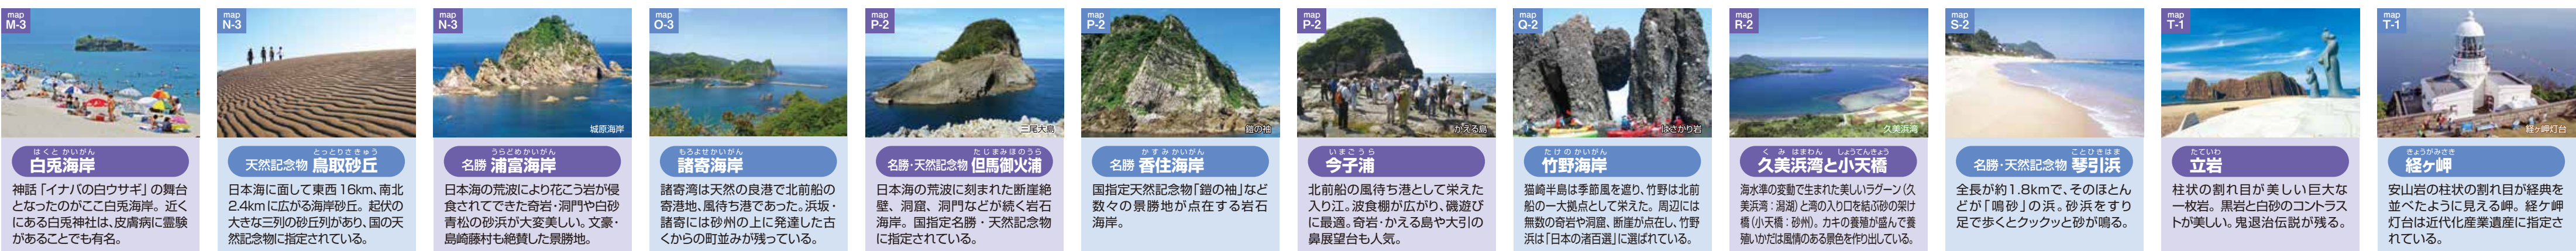 map
M-3
はくとかいがん
白兎海岸
神話「イナバの白ウサギ」の舞台
となったのがここ白兎海岸。近く
にある白兎神社は、皮膚病に霊験
があることでも有名。
map
N-3
とっとりさきゅう
天然記念物 鳥取砂丘
日本海に面して東西16km、南北
2.4kmに広がる海岸砂丘。起伏の
大きな三列の砂丘列があり、国の天
然記念物に指定されている。
map
N-3
城原海岸
うらどめかいがん
名勝 浦富海岸
日本海の荒波により花こう岩が侵
食されてできた奇岩・洞門や白砂
青松の砂浜が大変美しい。文豪・
島崎藤村も絶賛した景勝地。
map
O-3
もろよせかいがん
諸寄海岸
諸寄湾は天然の良港で北前船の
寄港地、風待ち港であった。浜坂・
諸寄には砂州の上に発達した古
くからの町並みが残っている。
map
P-2
三尾大島
たじまみほのうら
名勝・天然記念物 但馬御火浦
日本海の荒波に刻まれた断崖絶
壁、洞窟、洞門などが続く岩石
海岸。国指定名勝・天然記念物
に指定されている。
map
P-2
鎧の袖
かすみかいがん
名勝 香住海岸
国指定天然記念物「鎧の袖」など
数々の景勝地が点在する岩石
海岸。
map
P-2
かえる島
いまごうら
今子浦
北前船の風待ち港として栄えた
入り江。波食棚が広がり、磯遊び
に最適。奇岩・かえる島や大引の
鼻展望台も人気。
map
Q-2
はさかり岩
たけのかいがん
竹野海岸
猫崎半島は季節風を遮り、竹野は北前
船の一大拠点として栄えた。周辺には
無数の奇岩や洞窟、断崖が点在し、竹野
浜は「日本の渚百選」に選ばれている。
map
R-2
久美浜湾
くみはまわん しょうてんきょう
久美浜湾と小天橋
海水準の変動で生まれた美しいラグーン(久
美浜湾:潟湖)と湾の入り口を結ぶ砂の架け
橋(小天橋:砂州)。カキの養殖が盛んで養
殖いかだは風情のある景色を作り出している。
map
S-2
ことひきはま
名勝・天然記念物 琴引浜
全長が約1.8kmで、そのほとん
どが「鳴砂」の浜。砂浜をすり
足で歩くとクックッと砂が鳴る。
map
T-1
たていわ
立岩
柱状の割れ目が美しい巨大な
一枚岩。黒岩と白砂のコントラス
トが美しい。鬼退治伝説が残る。
map
T-1
経ヶ岬灯台
きょうがみさき
経ヶ岬
安山岩の柱状の割れ目が経典を
並べたように見える岬。経ケ岬
灯台は近代化産業遺産に指定さ
れている。